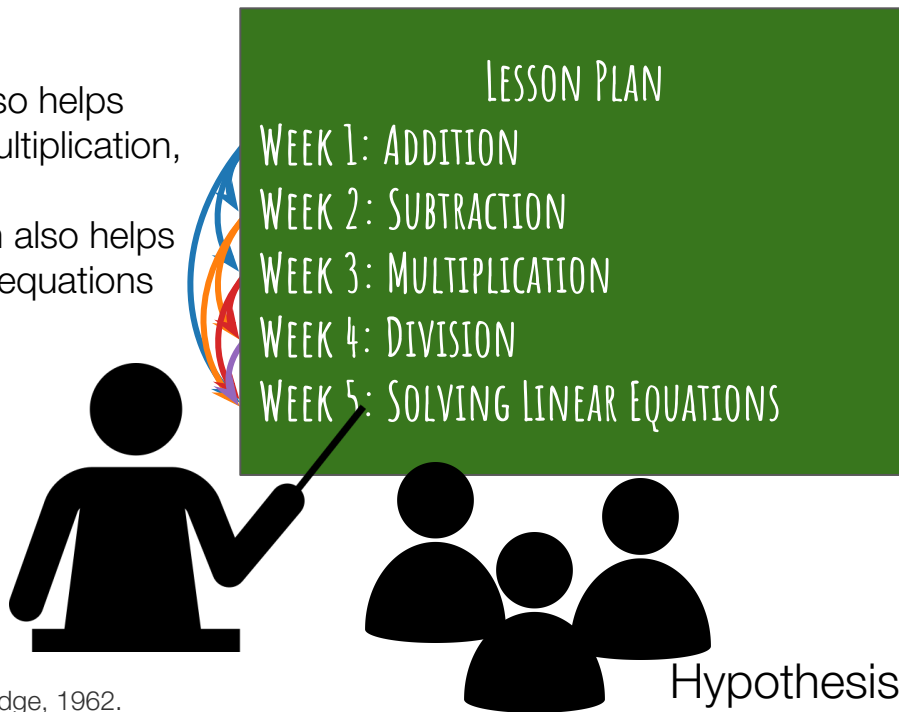 so helps
ultiplication,
also helps
equations
LESSON PLAN
WEEK 1: ADDITION
WEEK 2: SUBTRACTION
WEEK 3: MULTIPLICATION
WEEK 4: DIVISION
WEEK 5: SOLVING LINEAR EQUATIONS
Hypothesis
dge, 1962.